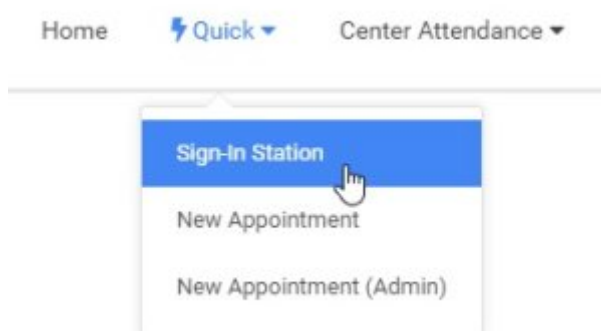 Home Quick Center Attendance
Sign-In Station
New Appointment
New Appointment (Admin)